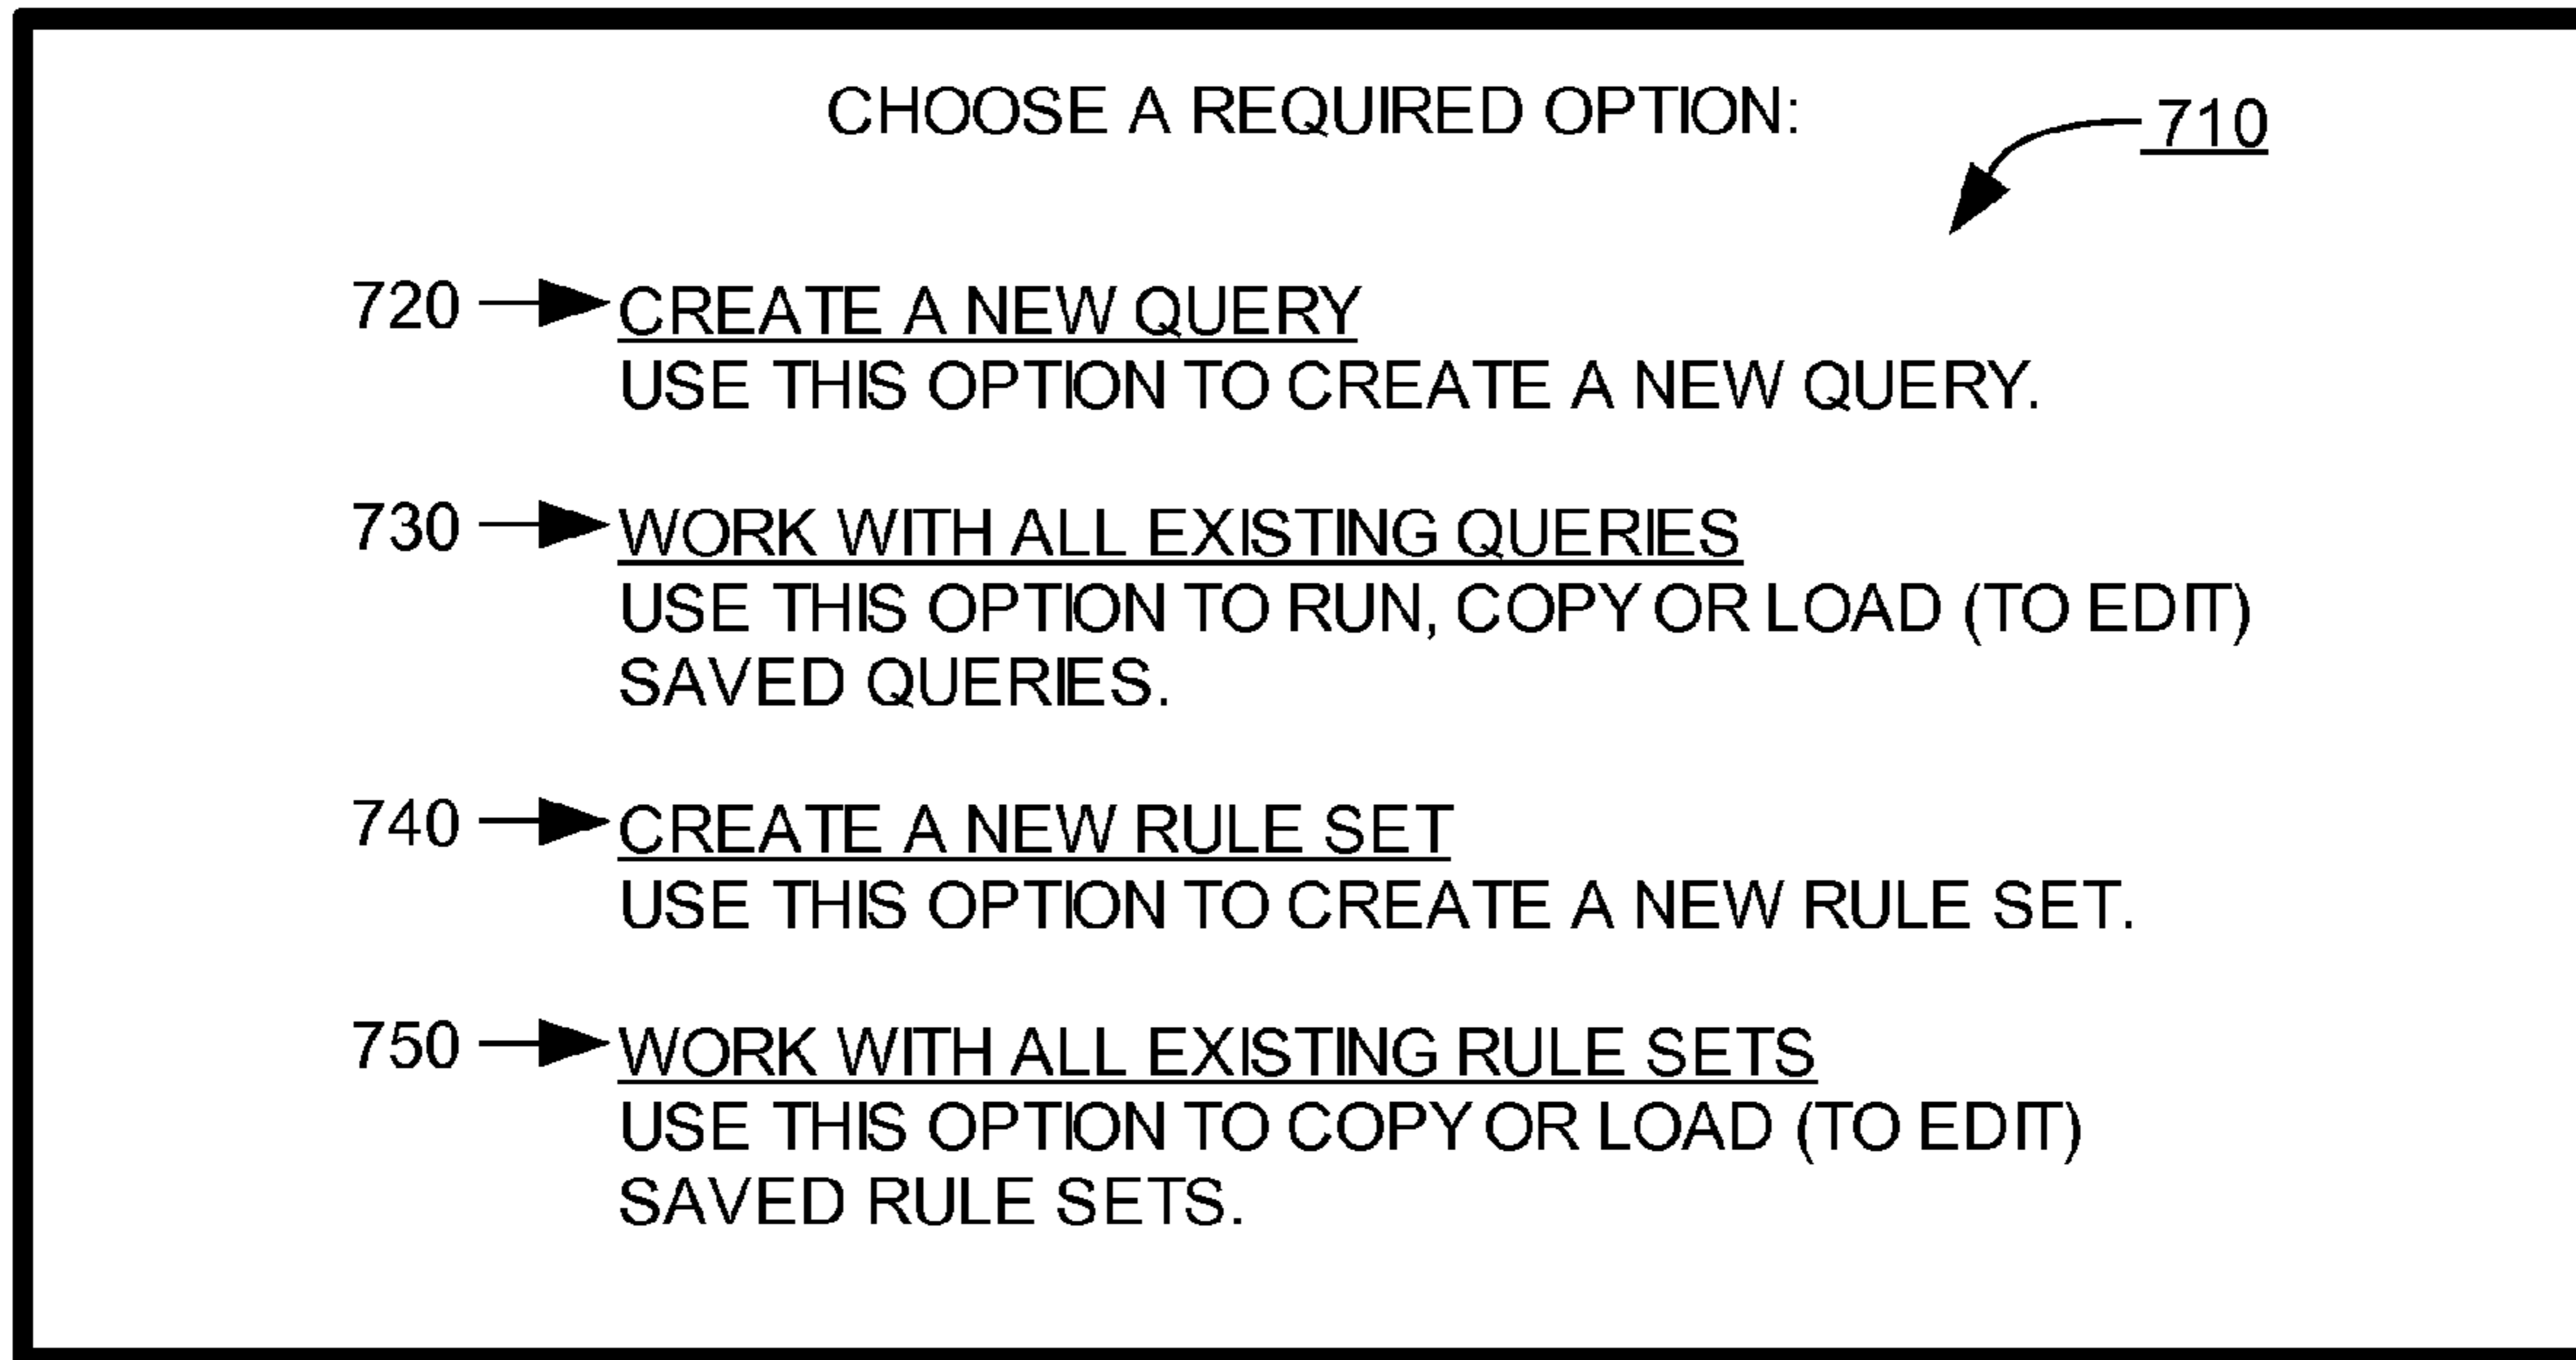 CHOOSE A REQUIRED OPTION:
710
720 CREATE A NEW QUERY
USE THIS OPTION TO CREATE A NEW QUERY.
730 WORK WITH ALL EXISTING QUERIES
USE THIS OPTION TO RUN, COPY OR LOAD (TO EDIT)
SAVED QUERIES.
740 CREATE A NEW RULE SET
USE THIS OPTION TO CREATE A NEW RULE SET.
750 WORK WITH ALL EXISTING RULE SETS
USE THIS OPTION TO COPY OR LOAD (TO EDIT)
SAVED RULE SETS.